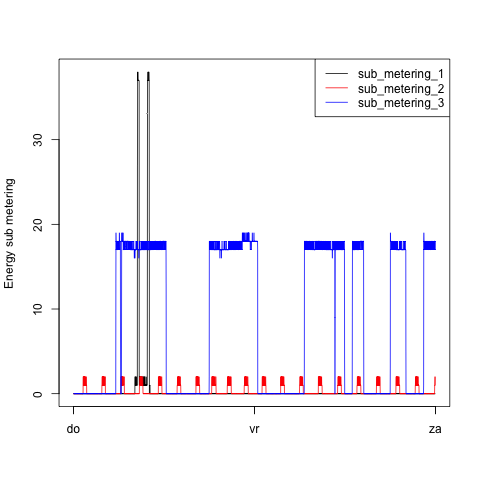 sub_metering_1
sub_metering_2
sub_metering_3
Energy sub metering
30
20
10
0
do vr za